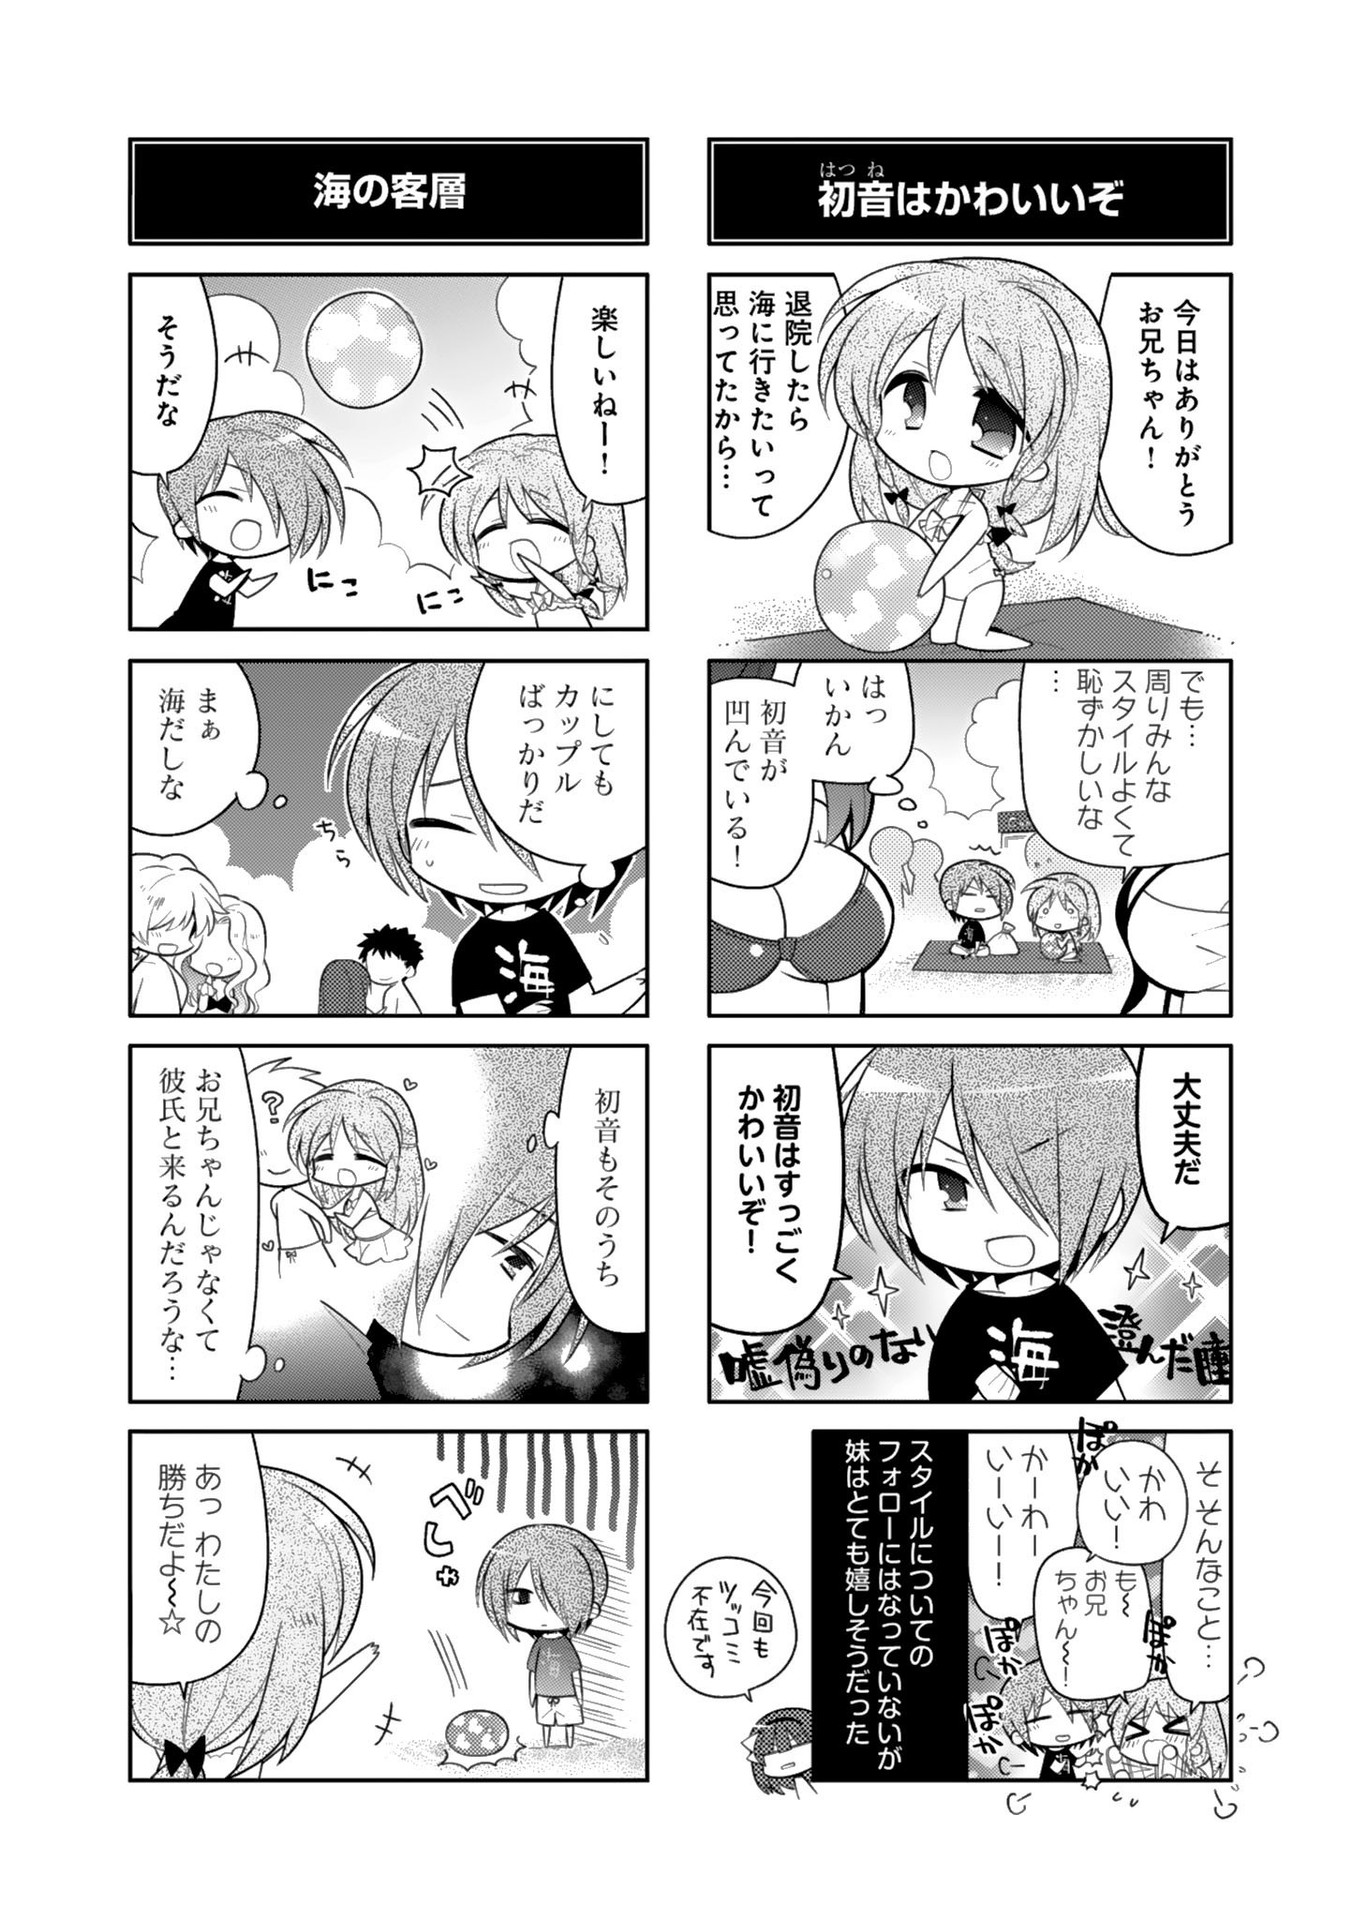 初音はかわいいぞ
はつね
今日はありがとう
お兄ちゃん!
退院したら
海に行きたいって
思ってたから…
でも…
周りみんな
スタイルよくて
恥ずかしいな
…
はっ
いかん
初音が
凹んでいる!
大丈夫だ
初音はすっごく
かわいいぞ!
海
澄んだ瞳
嘘偽りのない
そ そんなこと…
かわ
いい!
も〜
お兄
ちゃん〜!
かーわー
いーいー!
ぽか
ぽか
ぽか
ぽか
スタイルについての
フォローにはなっていないが
妹はとても嬉しそうだった
今回も
ツッコミ
不在です
海の客層
楽しいねー!
そうだな
にこ
にこ
にしても
カップル
ばっかりだ
まぁ
海だしな
ちら
海
初音もそのうち
お兄ちゃんじゃなくて
彼氏と来るんだろうな…
?
べしゃ
あっ わたしの
勝ちだよ〜☆